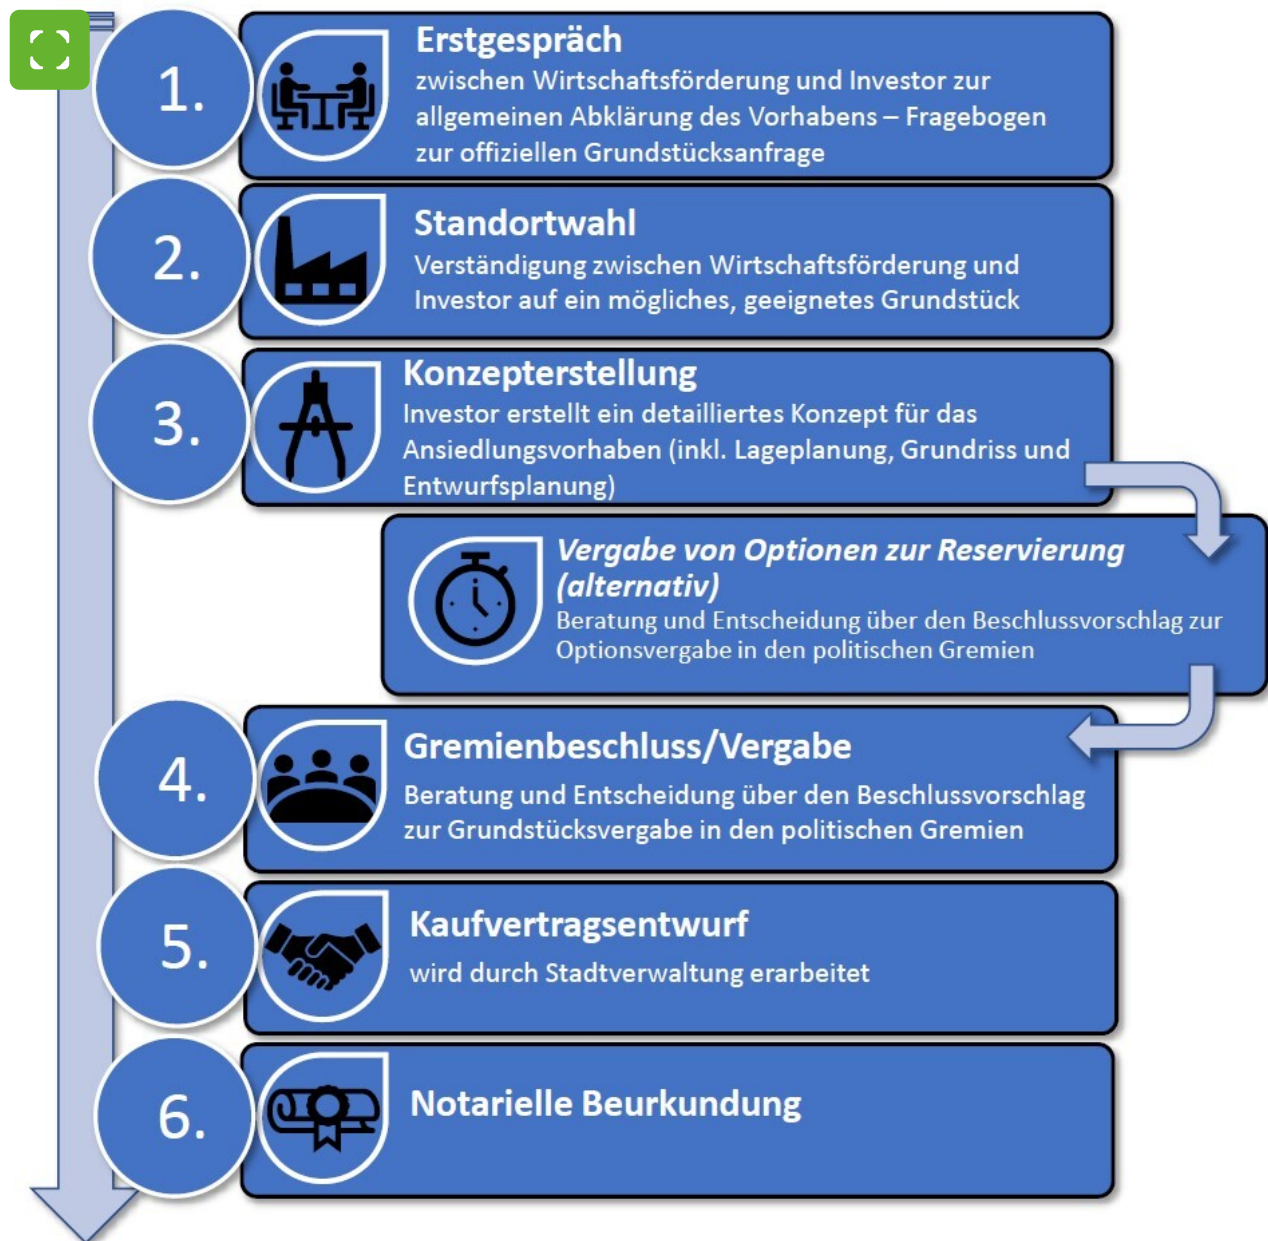 1.
Erstgespräch
zwischen Wirtschaftsförderung und Investor zur
allgemeinen Abklärung des Vorhabens – Fragebogen
zur offiziellen Grundstücksanfrage
2.
Standortwahl
Verständigung zwischen Wirtschaftsförderung und
Investor auf ein mögliches, geeignetes Grundstück
3.
Konzepterstellung
Investor erstellt ein detailliertes Konzept für das
Ansiedlungsvorhaben (inkl. Lageplanung, Grundriss und
Entwurfsplanung)
Vergabe von Optionen zur Reservierung
(alternativ)
Beratung und Entscheidung über den Beschlussvorschlag zur
Optionsvergabe in den politischen Gremien
4.
Gremienbeschluss/Vergabe
Beratung und Entscheidung über den Beschlussvorschlag
zur Grundstücksvergabe in den politischen Gremien
5.
Kaufvertragsentwurf
wird durch Stadtverwaltung erarbeitet
6.
Notarielle Beurkundung